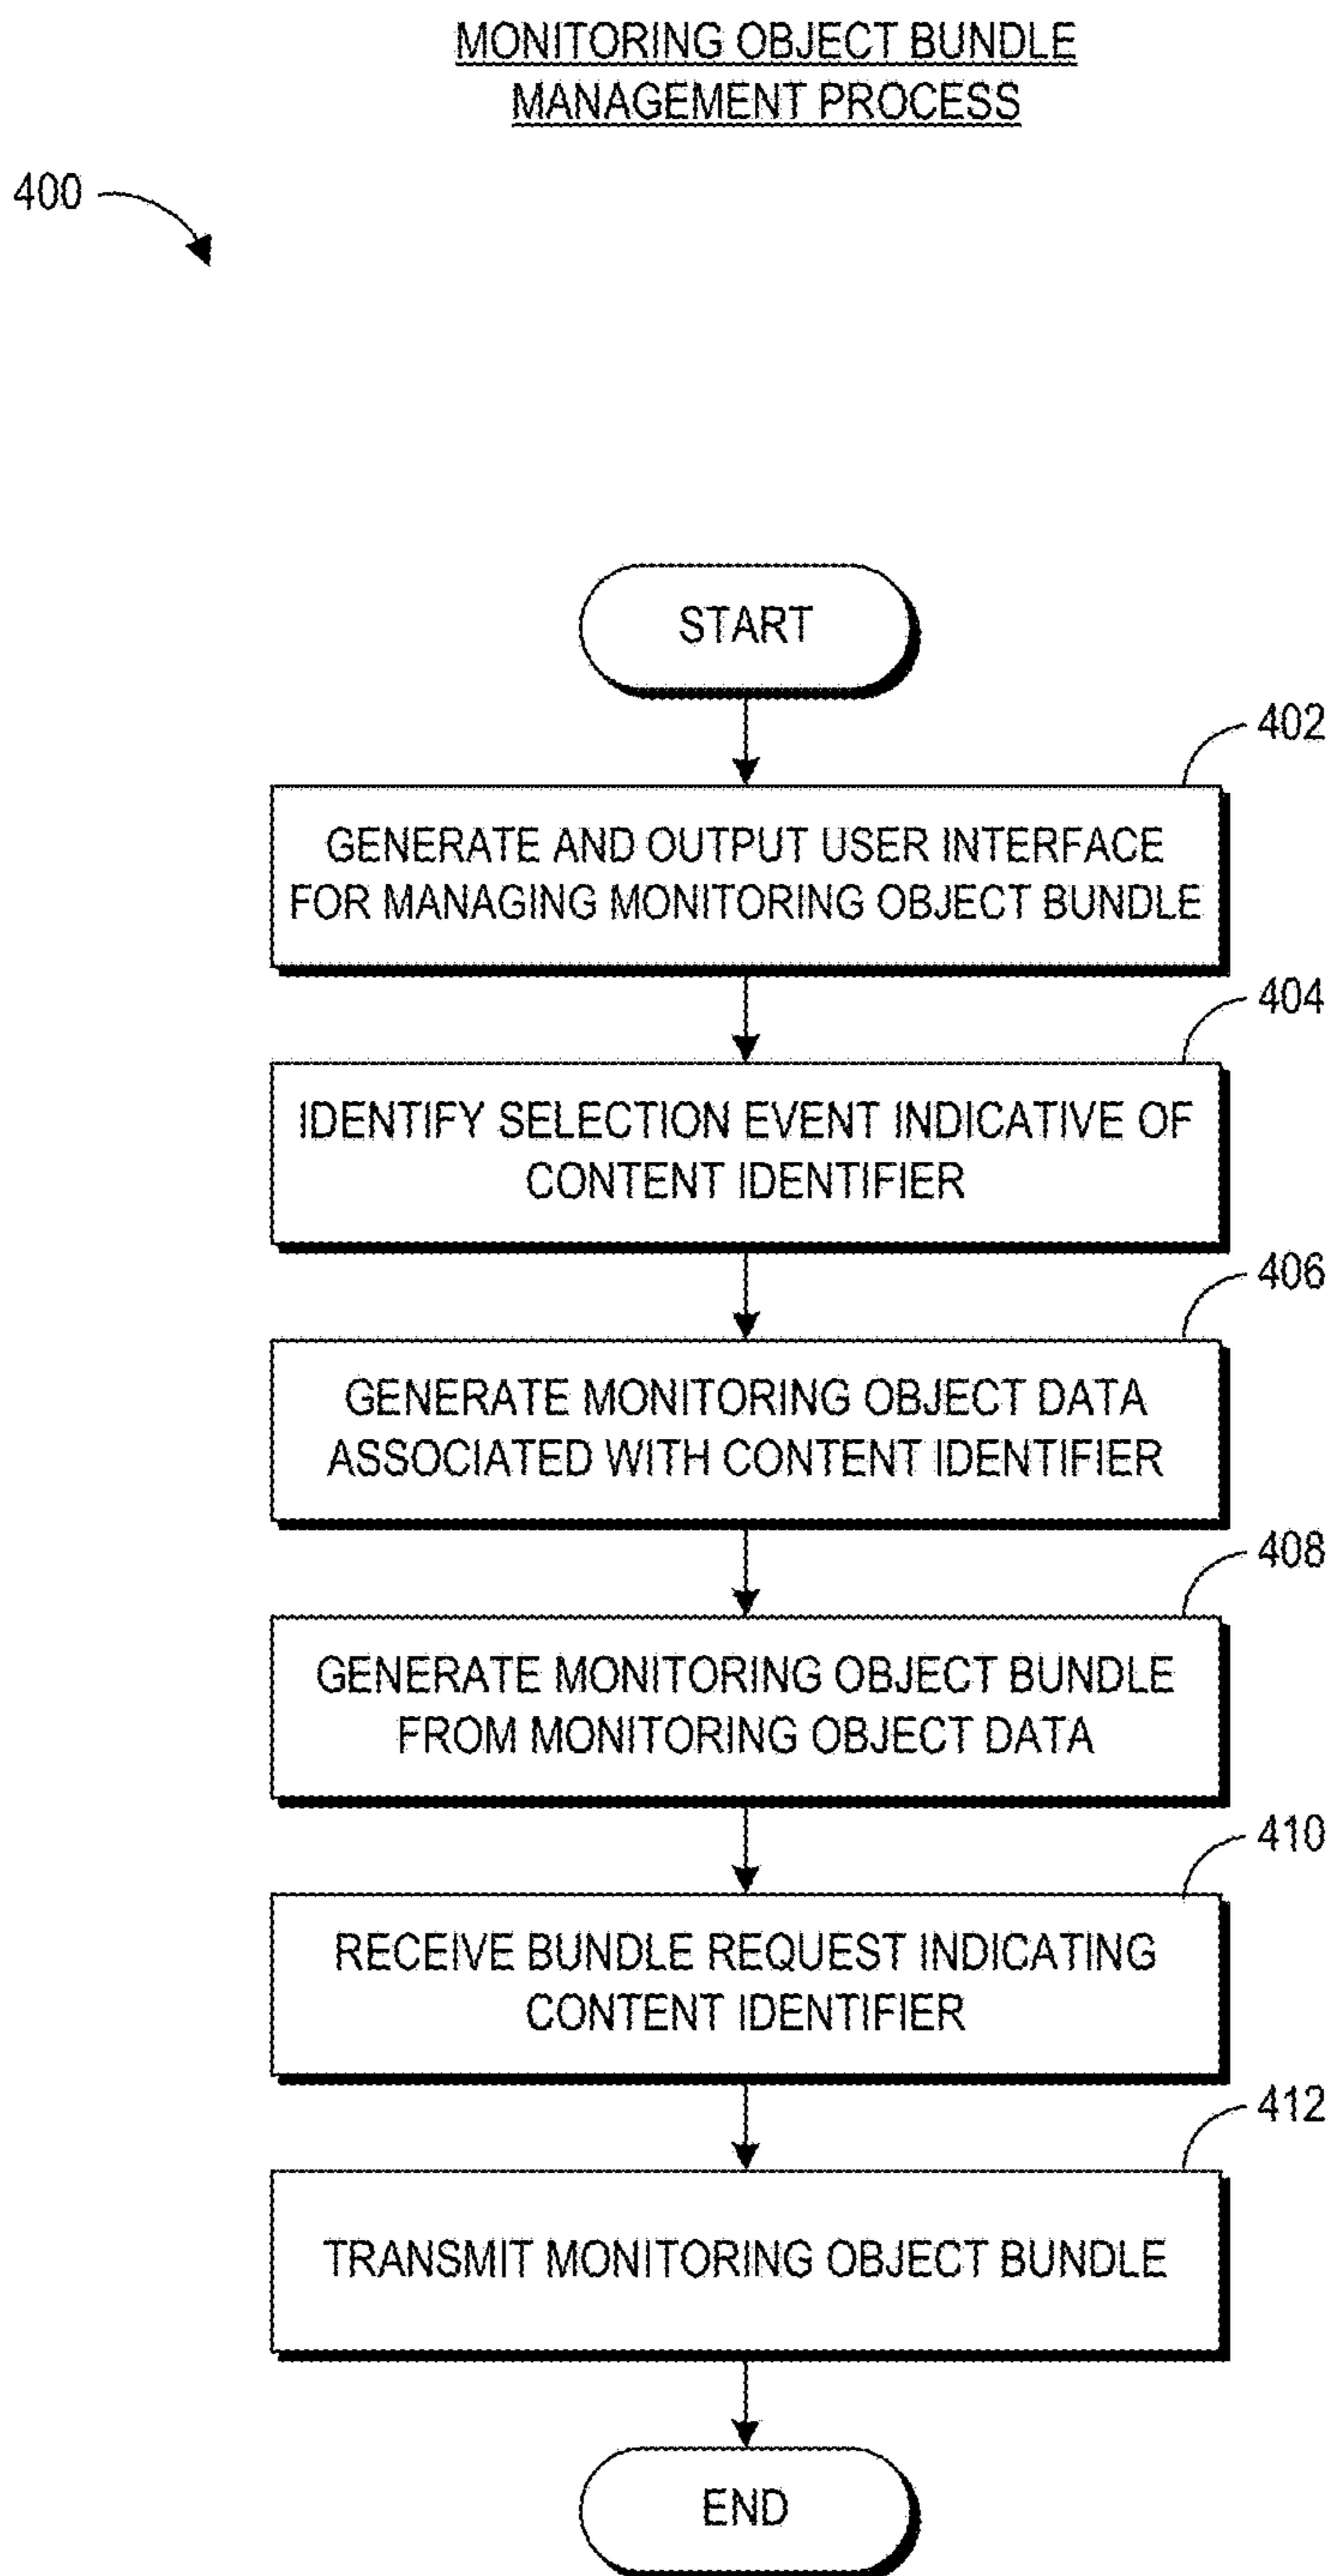 MONITORING OBJECT BUNDLE
MANAGEMENT PROCESS
400
START
402
GENERATE AND OUTPUT USER INTERFACE
FOR MANAGING MONITORING OBJECT BUNDLE
404
IDENTIFY SELECTION EVENT INDICATIVE OF
CONTENT IDENTIFIER
406
GENERATE MONITORING OBJECT DATA
ASSOCIATED WITH CONTENT IDENTIFIER
408
GENERATE MONITORING OBJECT BUNDLE
FROM MONITORING OBJECT DATA
410
RECEIVE BUNDLE REQUEST INDICATING
CONTENT IDENTIFIER
412
TRANSMIT MONITORING OBJECT BUNDLE
END